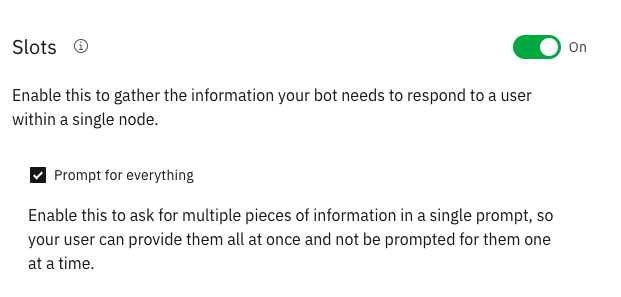 Slots
On
Enable this to gather the information your bot needs to respond to a user
within a single node.
Prompt for everything
Enable this to ask for multiple pieces of information in a single prompt, so
your user can provide them all at once and not be prompted for them one
at a time.